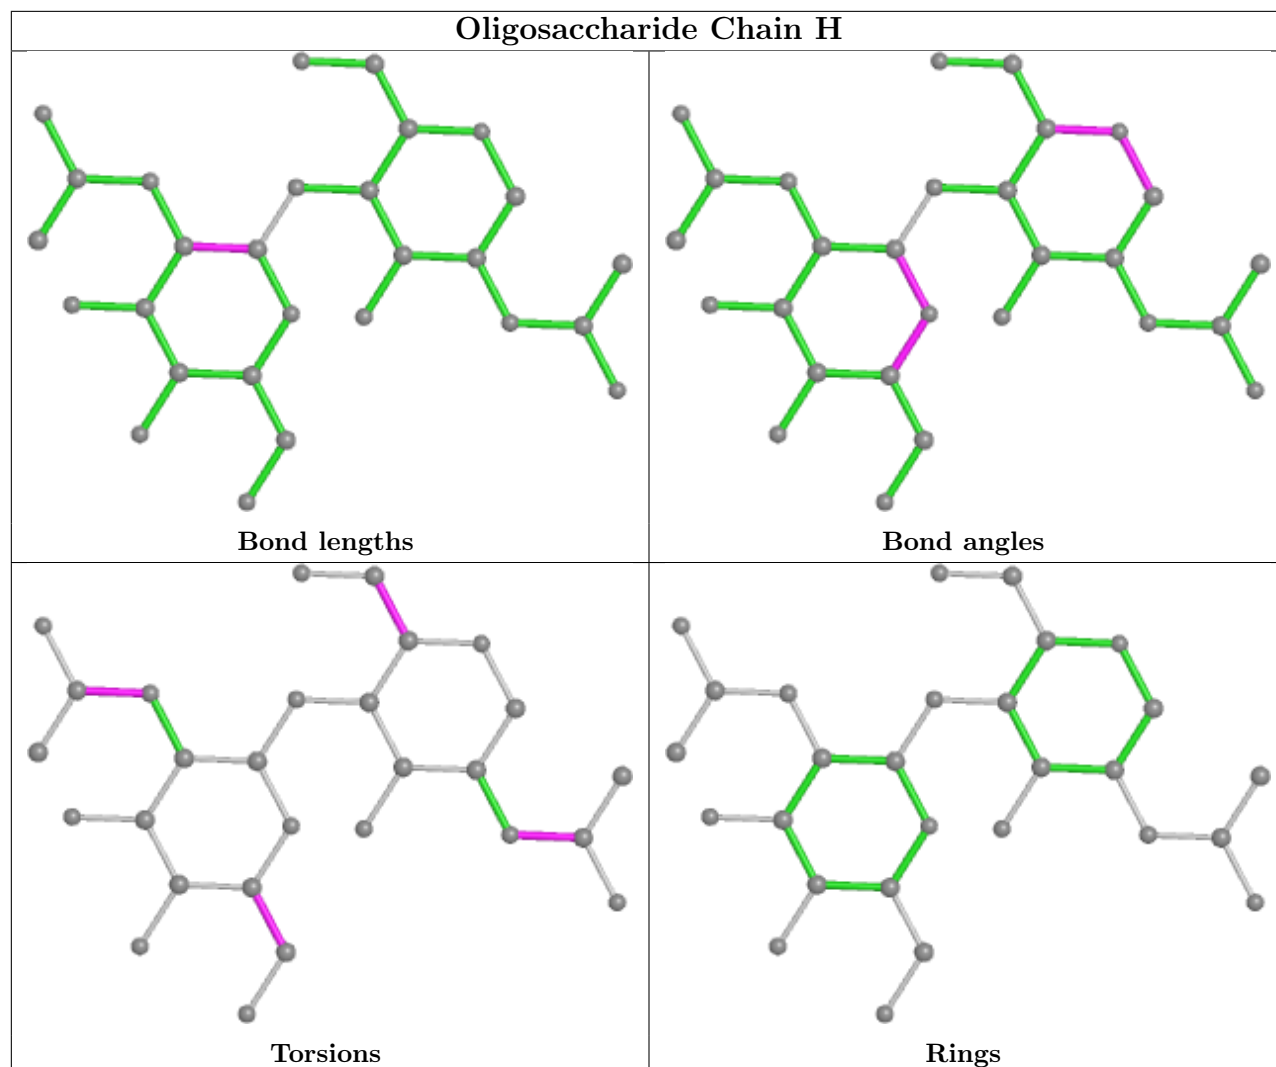 Oligosaccharide Chain H
Bond lengths
Bond angles
Torsions
Rings